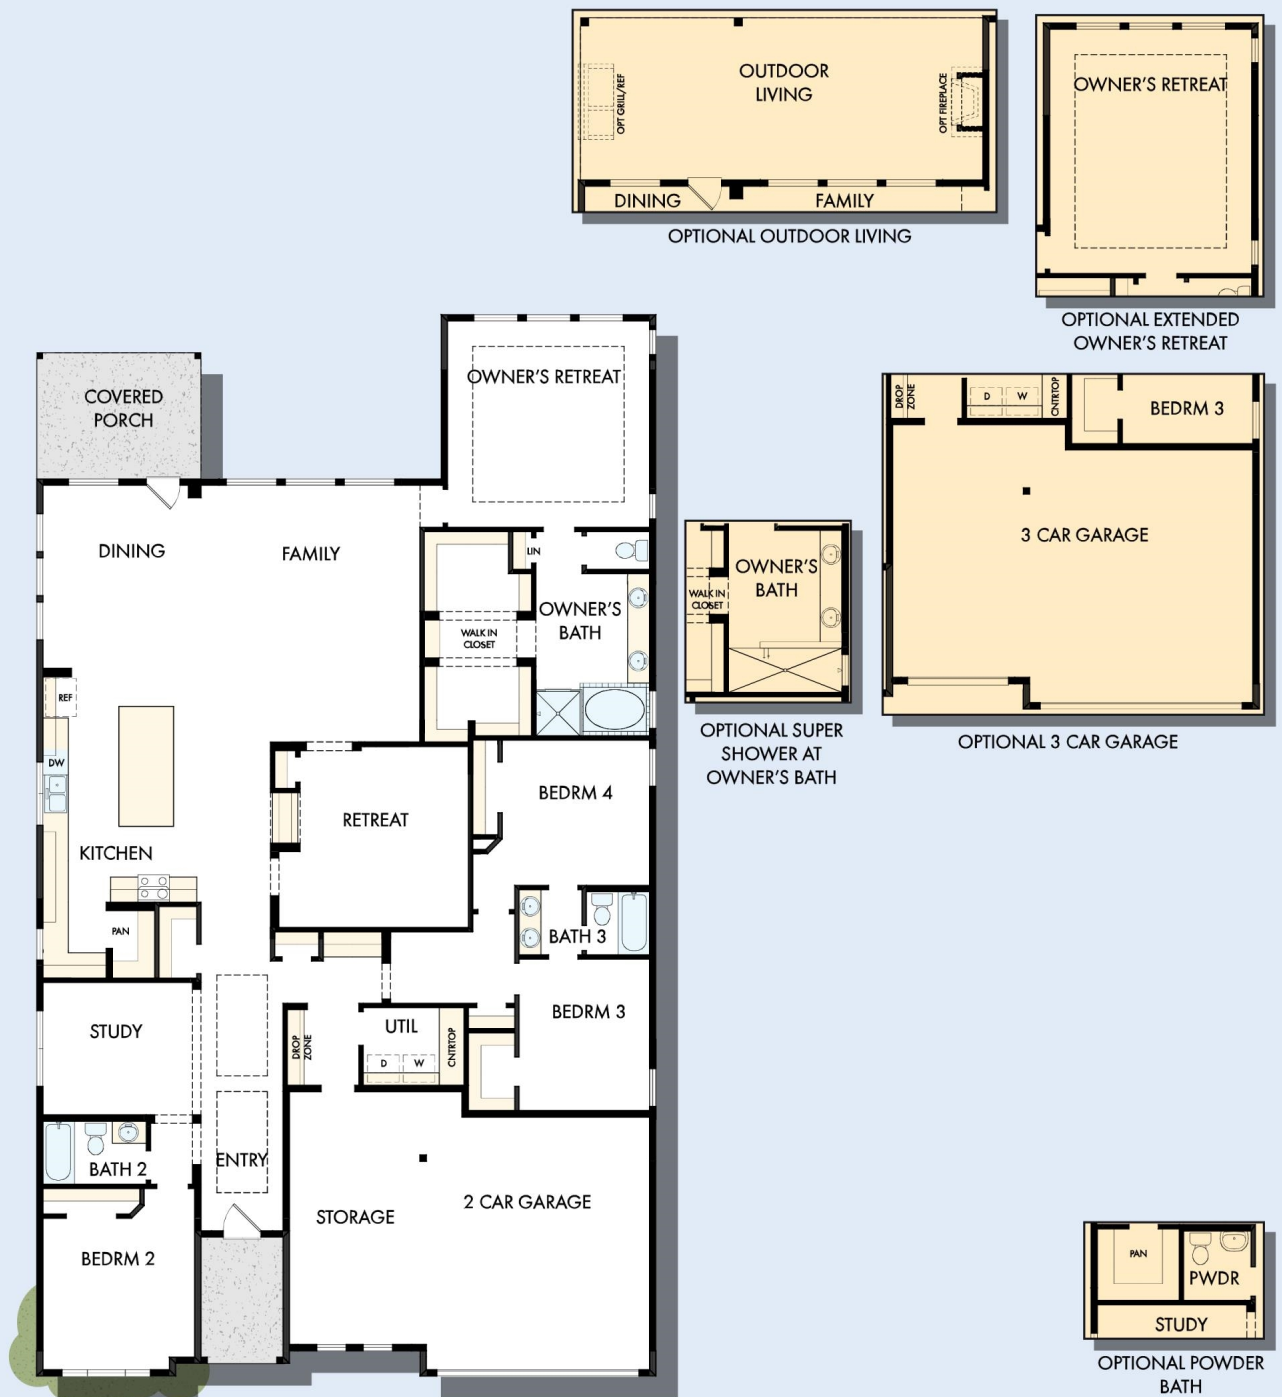 OUTDOOR
LIVING
OPT GRILL/REF
OPT FIREPLACE
DINING
FAMILY
OPTIONAL OUTDOOR LIVING
OWNER'S RETREAT
OPTIONAL EXTENDED
OWNER'S RETREAT
COVERED
PORCH
OWNER'S RETREAT
DROP
ZONE
D
W
CNTRTOP
BEDRM 3
3 CAR GARAGE
OPTIONAL 3 CAR GARAGE
DINING
FAMILY
LIN
OWNER'S
BATH
WALK IN
CLOSET
OWNER'S
BATH
WALK IN
CLOSET
OPTIONAL SUPER
SHOWER AT
OWNER'S BATH
REF
DW
KITCHEN
PAN
RETREAT
BEDRM 4
BATH 3
BEDRM 3
STUDY
DROP
ZONE
UTIL
D
W
CNTRTOP
BATH 2
ENTRY
BEDRM 2
STORAGE
2 CAR GARAGE
PAN
PWDR
STUDY
OPTIONAL POWDER
BATH